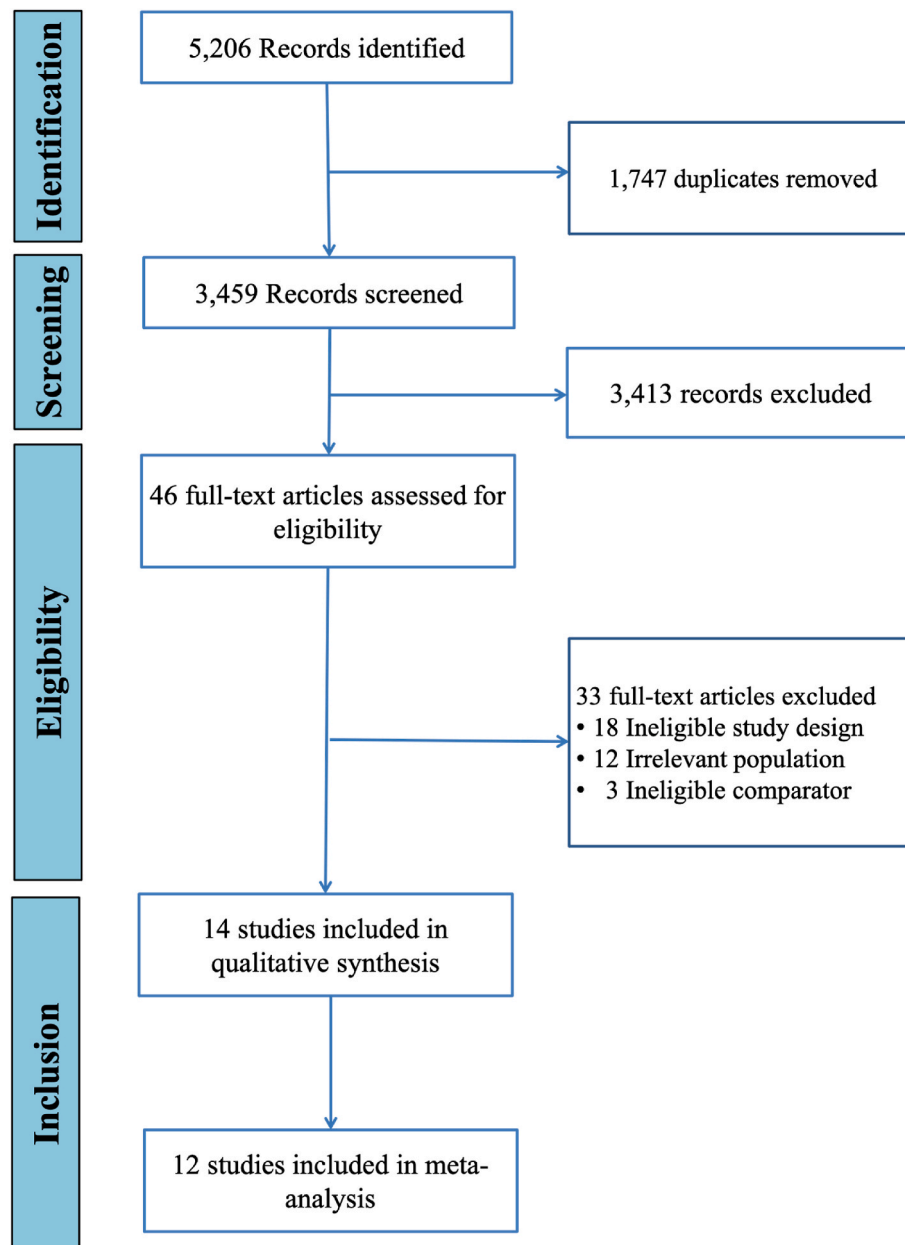 Identification
5,206 Records identified
1,747 duplicates removed
Screening
3,459 Records screened
3,413 records excluded
Eligibility
46 full-text articles assessed for
eligibility
33 full-text articles excluded
• 18 Ineligible study design
• 12 Irrelevant population
• 3 Ineligible comparator
Inclusion
14 studies included in
qualitative synthesis
12 studies included in meta-
analysis